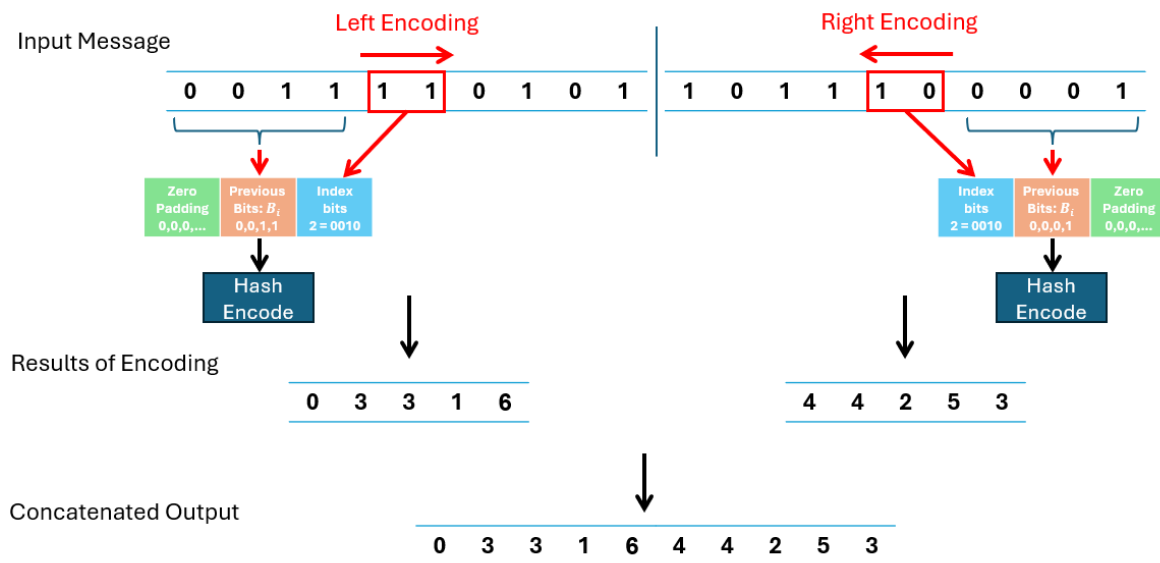 Left Encoding
Right Encoding
Input Message
0 0 1 1 1 1 0 1 0 1
1 0 1 1 1 0 0 0 0 1
Zero
Padding
0,0,0,...
Previous
Bits: B_i
0,0,1,1
Index
bits
2 = 0010
Index
bits
2 = 0010
Previous
Bits: B_i
0,0,0,1
Zero
Padding
0,0,0,...
Hash
Encode
Hash
Encode
Results of Encoding
0 3 3 1 6
4 4 2 5 3
Concatenated Output
0 3 3 1 6 4 4 2 5 3